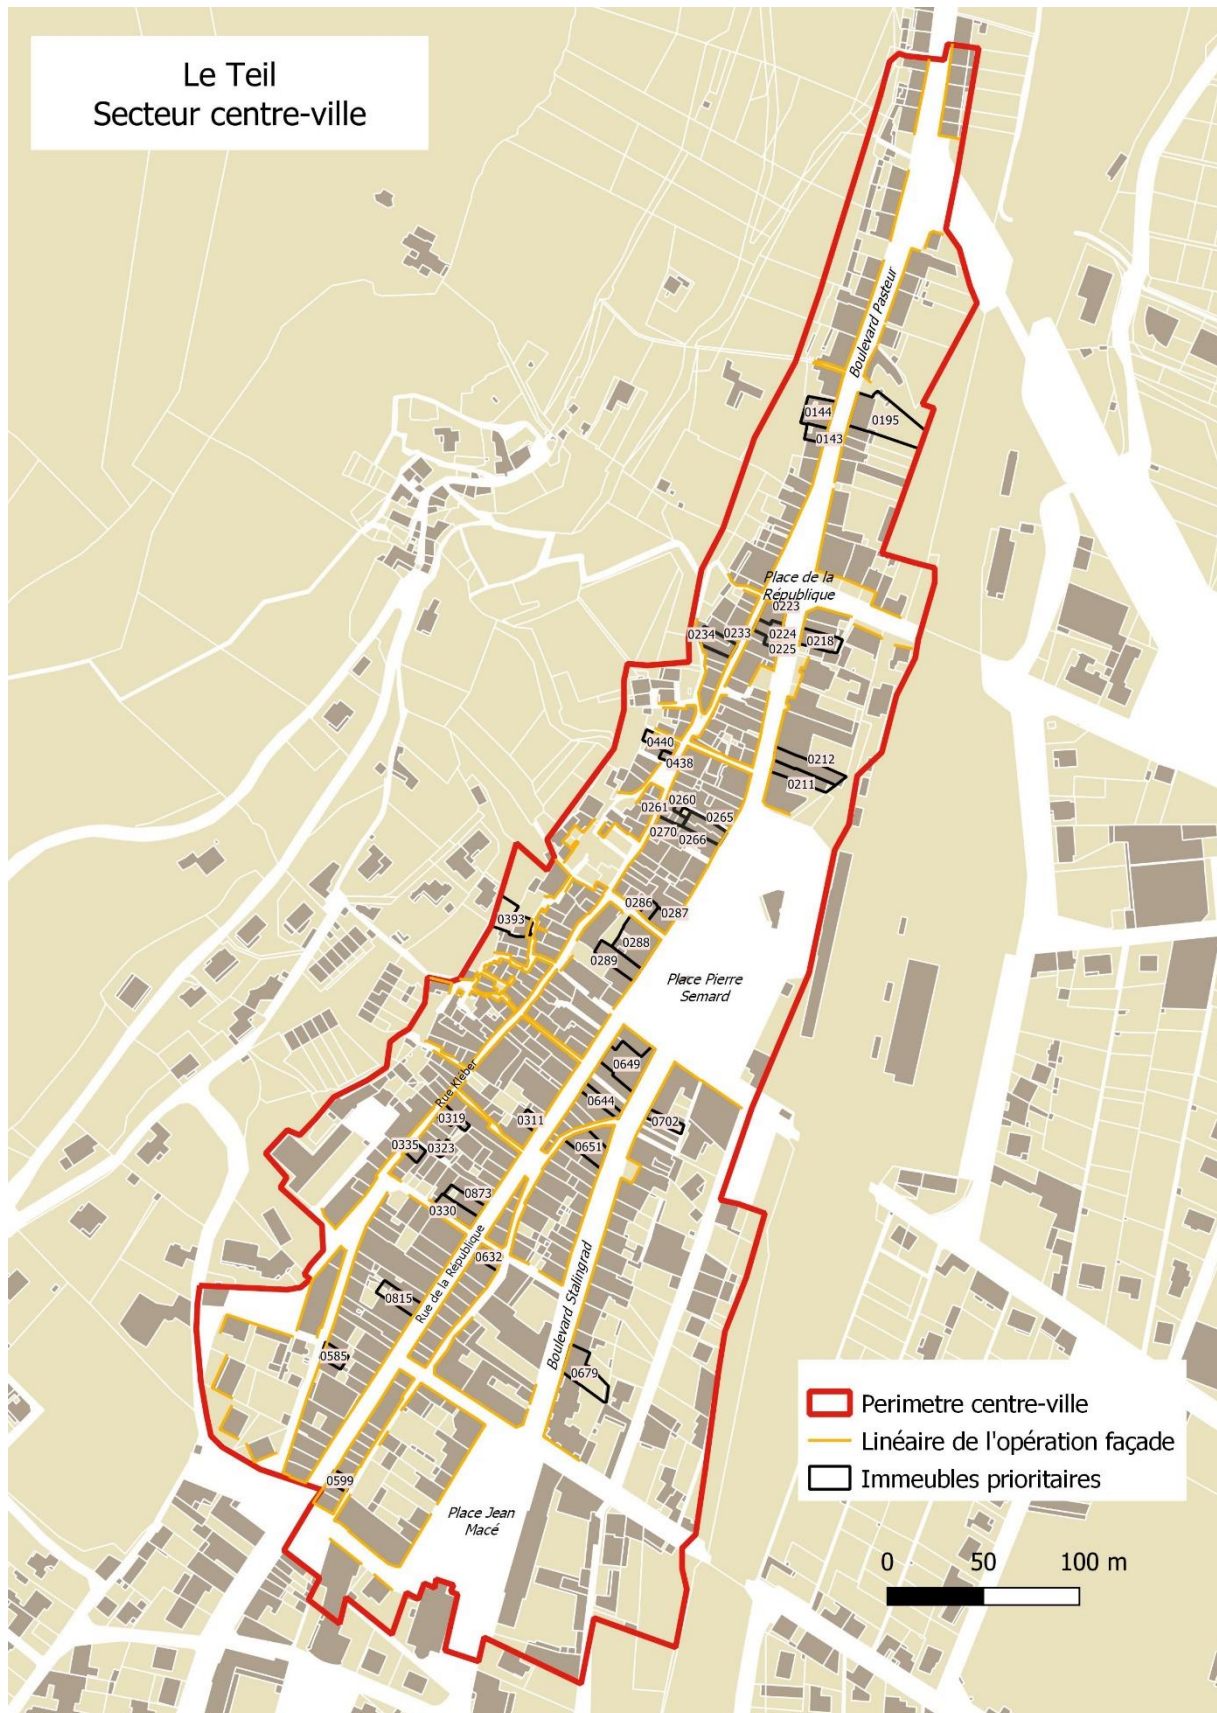 Le Teil
Secteur centre-ville
Boulevard Pasteur
0144
0195
0143
Place de la
République
0223
0234
0233
0224
0218
0225
0440
0438
0212
0211
0260
0261
0265
0270
0266
0286
0287
0393
0288
0289
Place Pierre
Semard
0649
Rue Kléber
0644
0319
0311
0702
0335
0323
0651
0873
0330
Rue de la République
0632
Boulevard Stalingrad
0815
0585
0679
Perimetre centre-ville
Linéaire de l'opération façade
Immeubles prioritaires
0599
Place Jean
Macé
0 50 100 m